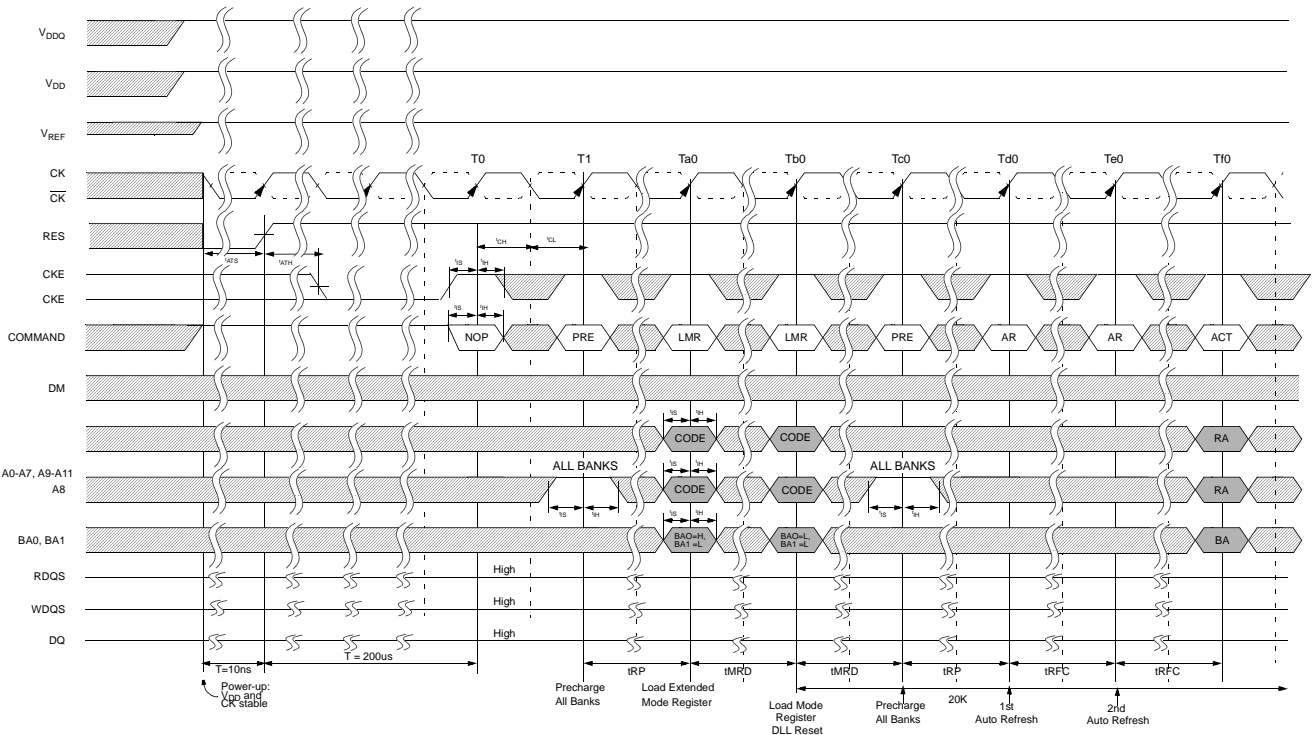 VDDQ
VDD
VREF
T0 T1 Ta0 Tb0 Tc0 Td0 Te0 Tf0
CK
CK
RES
tCH tCL
tATS tATH
CKE
tIS tIH
CKE
tIS tIH
COMMAND NOP PRE LMR LMR PRE AR AR ACT
DM
tIS tIH
CODE CODE RA
ALL BANKS tIS tIH ALL BANKS
A0-A7, A9-A11
A8 CODE CODE RA
tIS tIH tIS tIH tIS tIH
BA0, BA1 BAO=H, BA1 =L BAO=L, BA1 =L BA
RDQS High
WDQS High
DQ High
T=10ns T = 200us tRP tMRD tMRD tRP tRFC tRFC
Power-up:
VDD and
CK stable
Precharge
All Banks
Load Extended
Mode Register
20K
Load Mode
Register
DLL Reset
Precharge
All Banks
1st
Auto Refresh
2nd
Auto Refresh